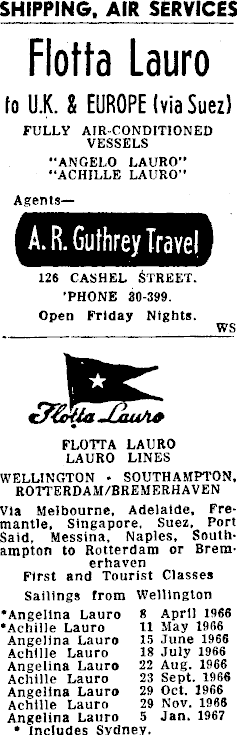 SHIPPING, AIR SERVICES
Flotta Lauro
to U.K. & EUROPE (via Suez)
FULLY AIR-CONDITIONED
VESSELS
"ANGELO LAURO"
"ACHILLE LAURO"
Agents—
A. R. Guthrey Travel
126 CASHEL STREET.
'PHONE 30-399.
Open Friday Nights.
WS
Flotta Lauro
FLOTTA LAURO
LAURO LINES
WELLINGTON - SOUTHAMPTON,
ROTTERDAM/BREMERHAVEN
Via Melbourne, Adelaide, Fre-
mantle, Singapore, Suez, Port
Said, Messina, Naples, South-
ampton to Rotterdam or Brem-
erhaven
First and Tourist Classes
Sailings from Wellington
*Angelina Lauro 8 April 1966
*Achille Lauro 11 May 1966
Angelina Lauro 15 June 1966
Achille Lauro 18 July 1966
Angelina Lauro 22 Aug. 1966
Achille Lauro 23 Sept. 1966
Angelina Lauro 29 Oct. 1966
Achille Lauro 29 Nov. 1966
Angelina Lauro 5 Jan. 1967
* Includes Sydney.